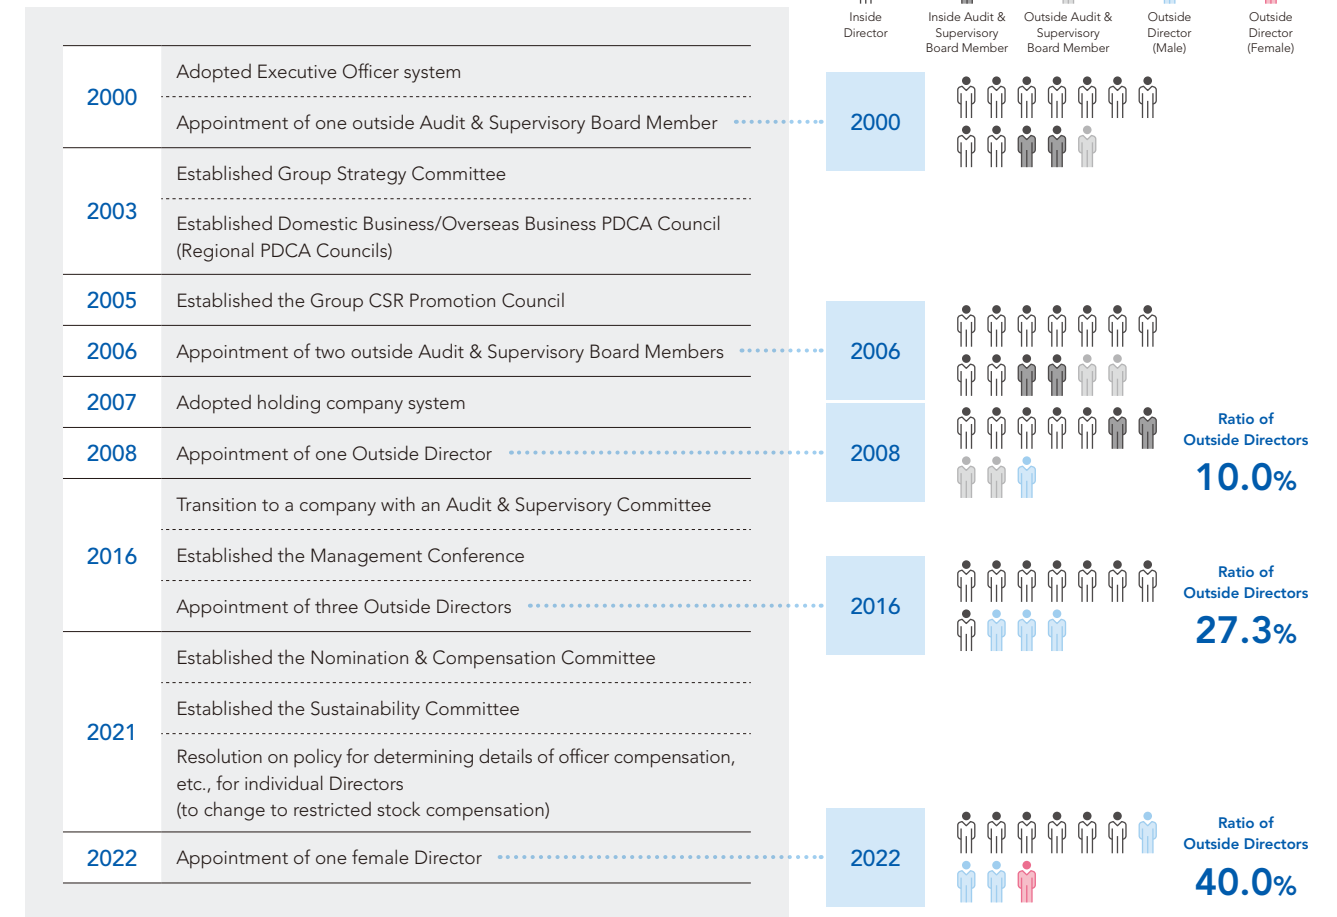 Inside
Director
Inside Audit &
Supervisory
Board Member
Outside Audit &
Supervisory
Board Member
Outside
Director
(Male)
Outside
Director
(Female)
2000
Adopted Executive Officer system
Appointment of one outside Audit & Supervisory Board Member
2000
2003
Established Group Strategy Committee
Established Domestic Business/Overseas Business PDCA Council
(Regional PDCA Councils)
2005
Established the Group CSR Promotion Council
2006
Appointment of two outside Audit & Supervisory Board Members
2006
2007
Adopted holding company system
2008
Appointment of one Outside Director
2008
Ratio of
Outside Directors
10.0%
2016
Transition to a company with an Audit & Supervisory Committee
Established the Management Conference
Appointment of three Outside Directors
2016
Ratio of
Outside Directors
27.3%
2021
Established the Nomination & Compensation Committee
Established the Sustainability Committee
Resolution on policy for determining details of officer compensation,
etc., for individual Directors
(to change to restricted stock compensation)
2022
Appointment of one female Director
2022
Ratio of
Outside Directors
40.0%